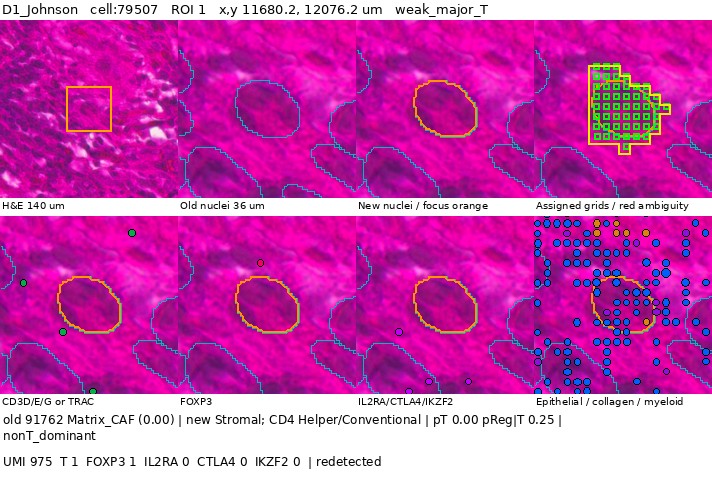 D1_Johnson cell:79507 ROI 1 x,y 11680.2, 12076.2 um weak_major_T
H&E 140 um
Old nuclei 36 um
New nuclei / focus orange
Assigned grids / red ambiguity
CD3D/E/G or TRAC
FOXP3
IL2RA/CTLA4/IKZF2
Epithelial / collagen / myeloid
old 91762 Matrix_CAF (0.00) | new Stromal; CD4 Helper/Conventional | pT 0.00 pReg|T 0.25 |
nonT_dominant
UMI 975 T 1 FOXP3 1 IL2RA 0 CTLA4 0 IKZF2 0 | redetected